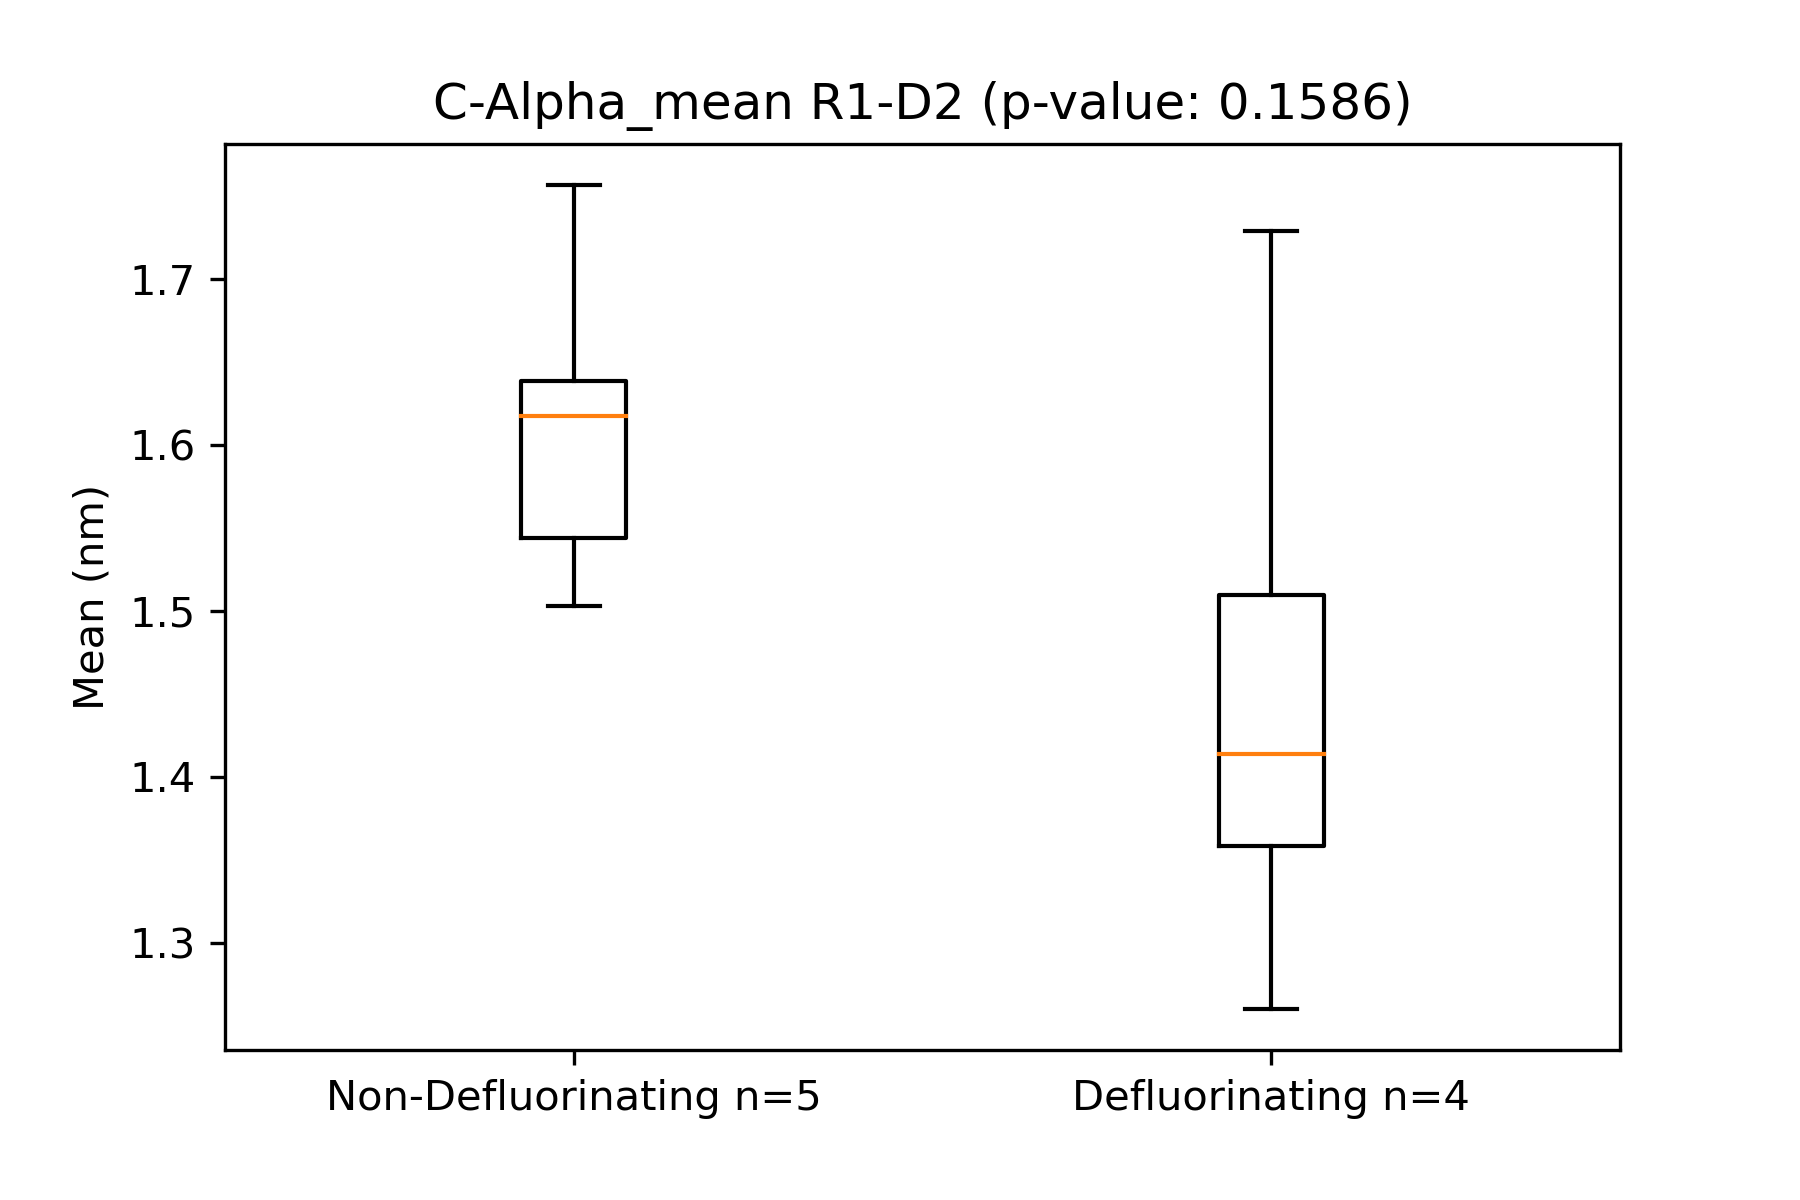 C-Alpha_mean R1-D2 (p-value: 0.1586)
Mean (nm)
1.7
1.6
1.5
1.4
1.3
Non-Defluorinating n=5
Defluorinating n=4